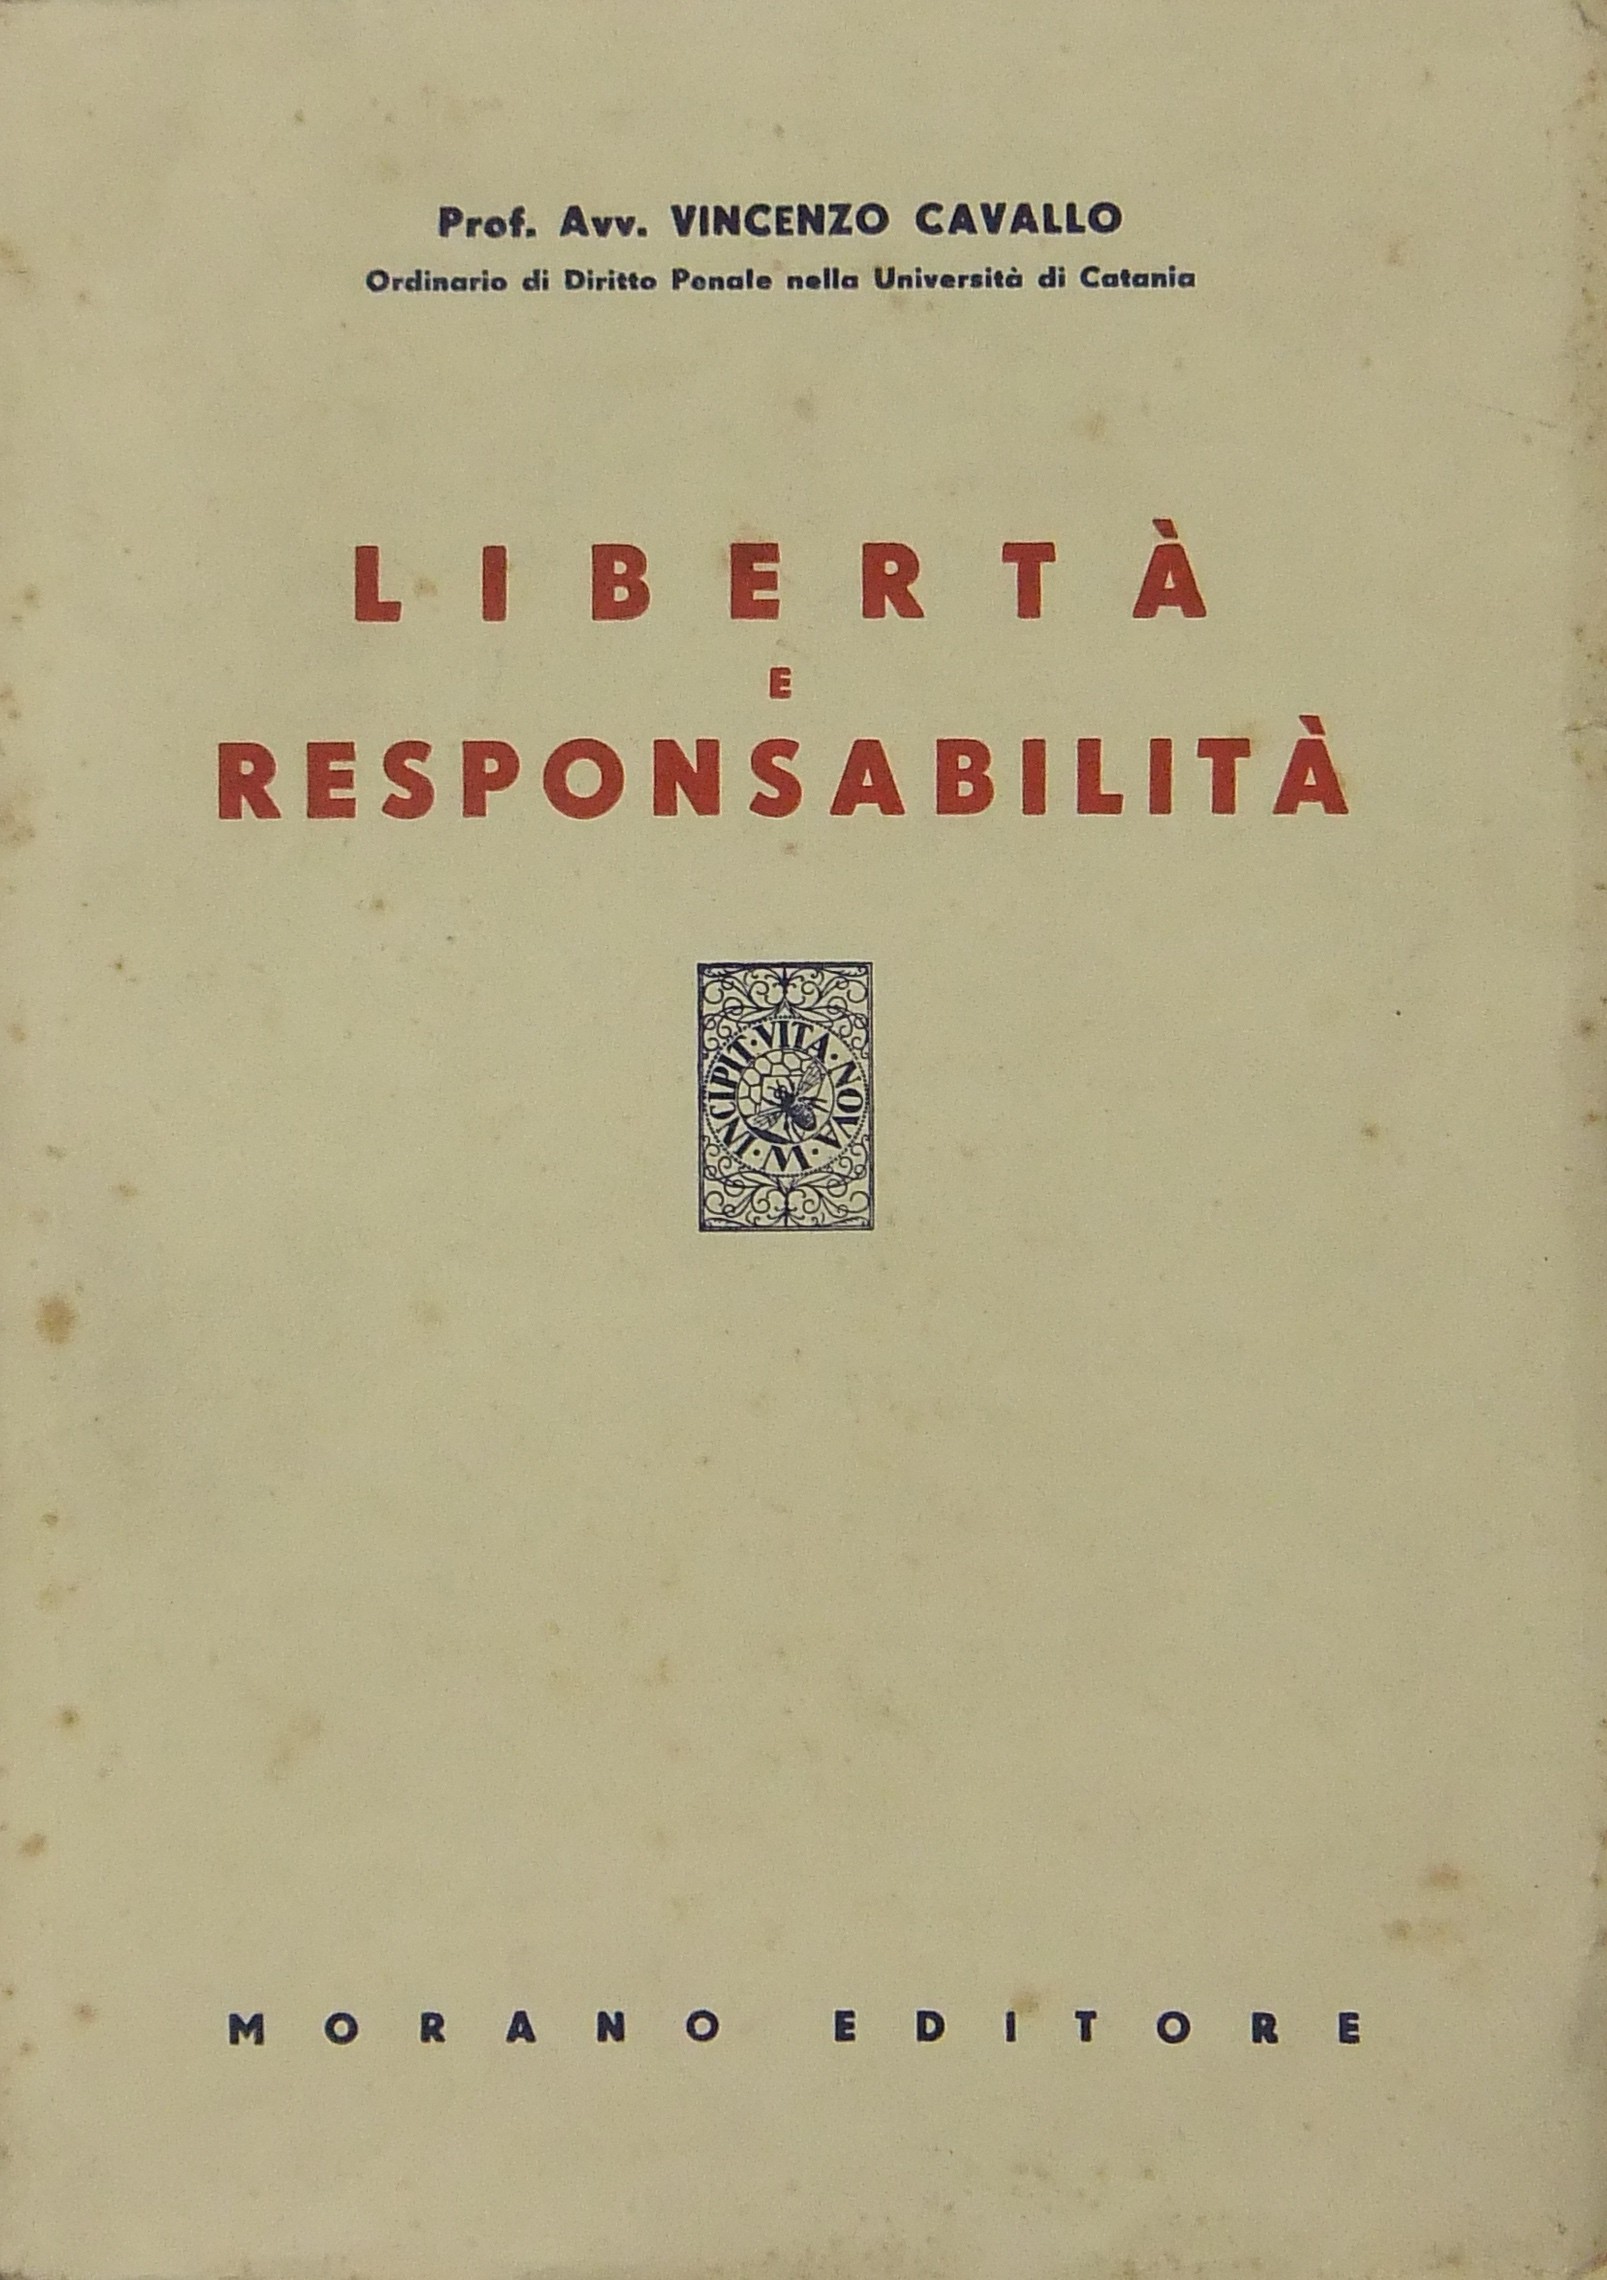 Prof. Avv. VINCENZO CAVALLO
Ordinario di Diritto Penale nella Università di Catania
LIBERTÀ
E
RESPONSABILITÀ
INCIPIT · VITA · NOVA · M ·
MORANO EDITORE